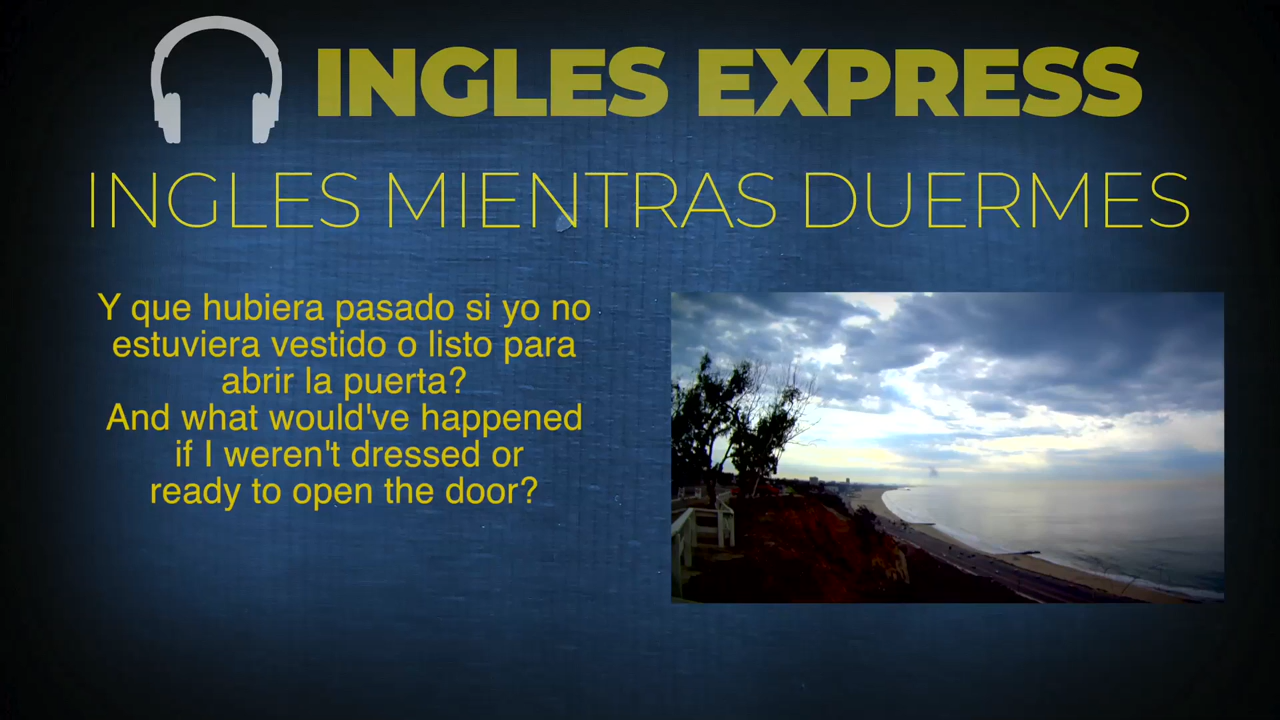 INGLES EXPRESS
INGLES MIENTRAS DUERMES
Y que hubiera pasado si yo no
estuviera vestido o listo para
abrir la puerta?
And what would've happened
if I weren't dressed or
ready to open the door?